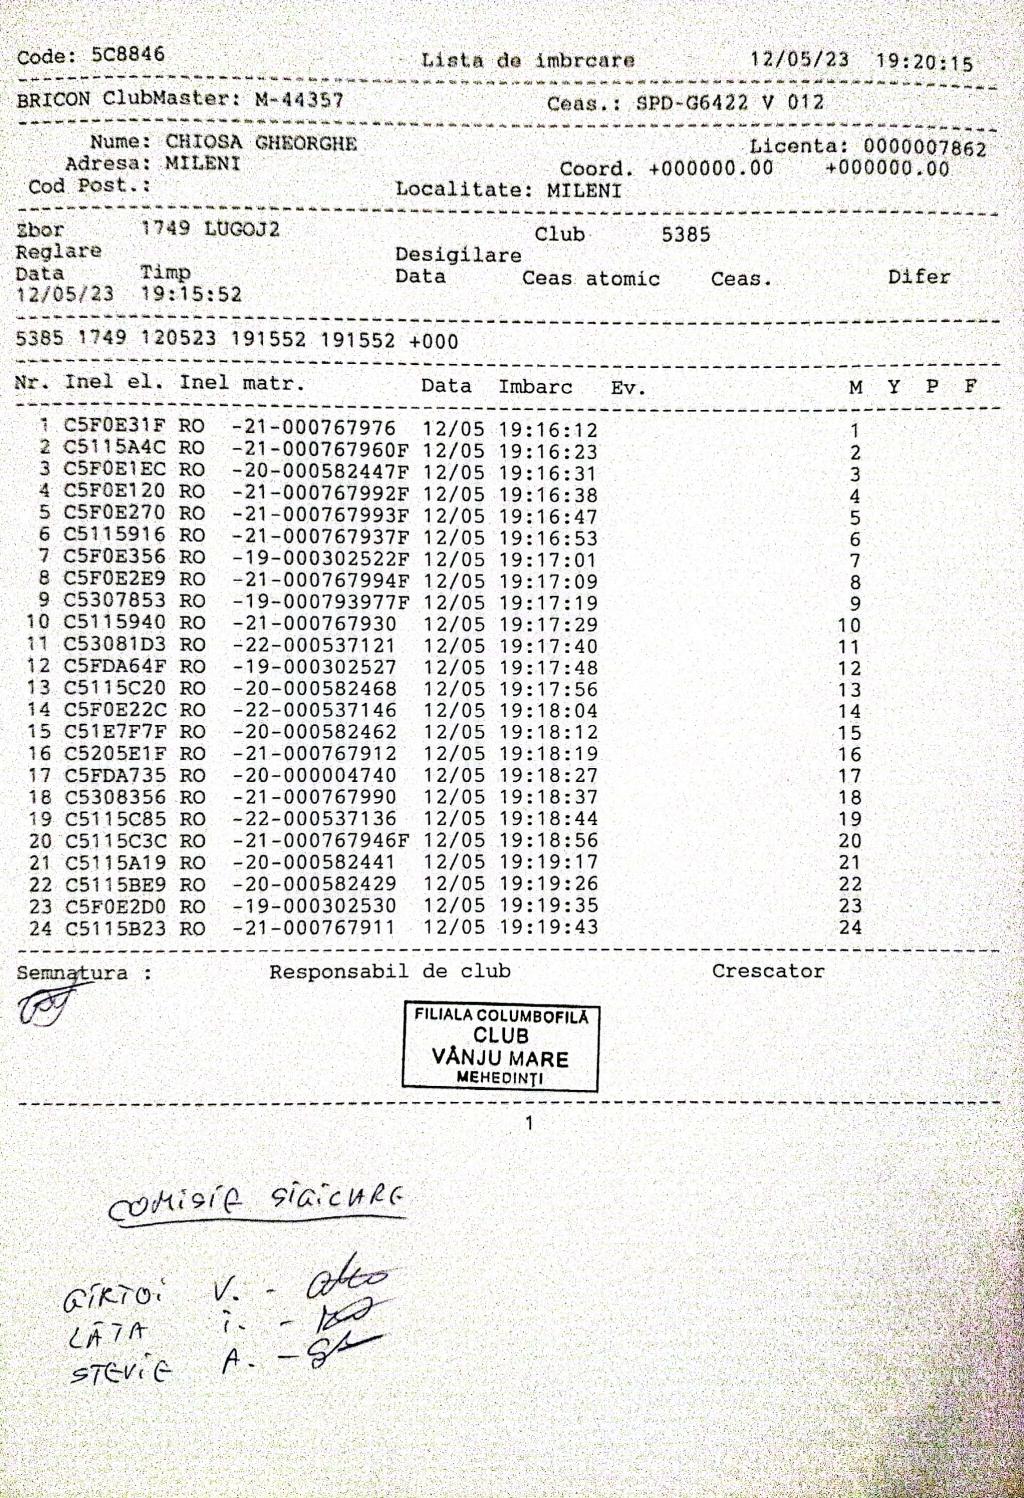 Code: 5C8846 Lista de imbrcare 12/05/23 19:20:15
BRICON ClubMaster: M-44357 Ceas.: SPD-G6422 V 012
Nume: CHIOSA GHEORGHE Licenta: 0000007862
Adresa: MILENI Coord. +000000.00 +000000.00
Cod Post.: Localitate: MILENI
Zbor 1749 LUGOJ2 Club 5385
Reglare Desigilare
Data Timp Data Ceas atomic Ceas. Difer
12/05/23 19:15:52
5385 1749 120523 191552 191552 +000
Nr. Inel el. Inel matr. Data Imbarc Ev. M Y P F
1 C5F0E31F RO -21-000767976 12/05 19:16:12 1
2 C5115A4C RO -21-000767960F 12/05 19:16:23 2
3 C5F0E1EC RO -20-000582447F 12/05 19:16:31 3
4 C5F0E120 RO -21-000767992F 12/05 19:16:38 4
5 C5F0E270 RO -21-000767993F 12/05 19:16:47 5
6 C5115916 RO -21-000767937F 12/05 19:16:53 6
7 C5F0E356 RO -19-000302522F 12/05 19:17:01 7
8 C5F0E2E9 RO -21-000767994F 12/05 19:17:09 8
9 C5307853 RO -19-000793977F 12/05 19:17:19 9
10 C5115940 RO -21-000767930 12/05 19:17:29 10
11 C53081D3 RO -22-000537121 12/05 19:17:40 11
12 C5FDA64F RO -19-000302527 12/05 19:17:48 12
13 C5115C20 RO -20-000582468 12/05 19:17:56 13
14 C5F0E22C RO -22-000537146 12/05 19:18:04 14
15 C51E7F7F RO -20-000582462 12/05 19:18:12 15
16 C5205E1F RO -21-000767912 12/05 19:18:19 16
17 C5FDA735 RO -20-000004740 12/05 19:18:27 17
18 C5308356 RO -21-000767990 12/05 19:18:37 18
19 C5115C85 RO -22-000537136 12/05 19:18:44 19
20 C5115C3C RO -21-000767946F 12/05 19:18:56 20
21 C5115A19 RO -20-000582441 12/05 19:19:17 21
22 C5115BE9 RO -20-000582429 12/05 19:19:26 22
23 C5F0E2D0 RO -19-000302530 12/05 19:19:35 23
24 C5115B23 RO -21-000767911 12/05 19:19:43 24
Semnatura : Responsabil de club Crescator
FILIALA COLUMBOFILĂ
CLUB
VÂNJU MARE
MEHEDINȚI
1
COMISIE
GÎRTOI V. -
LĂTA I. -
STEVIE A. -